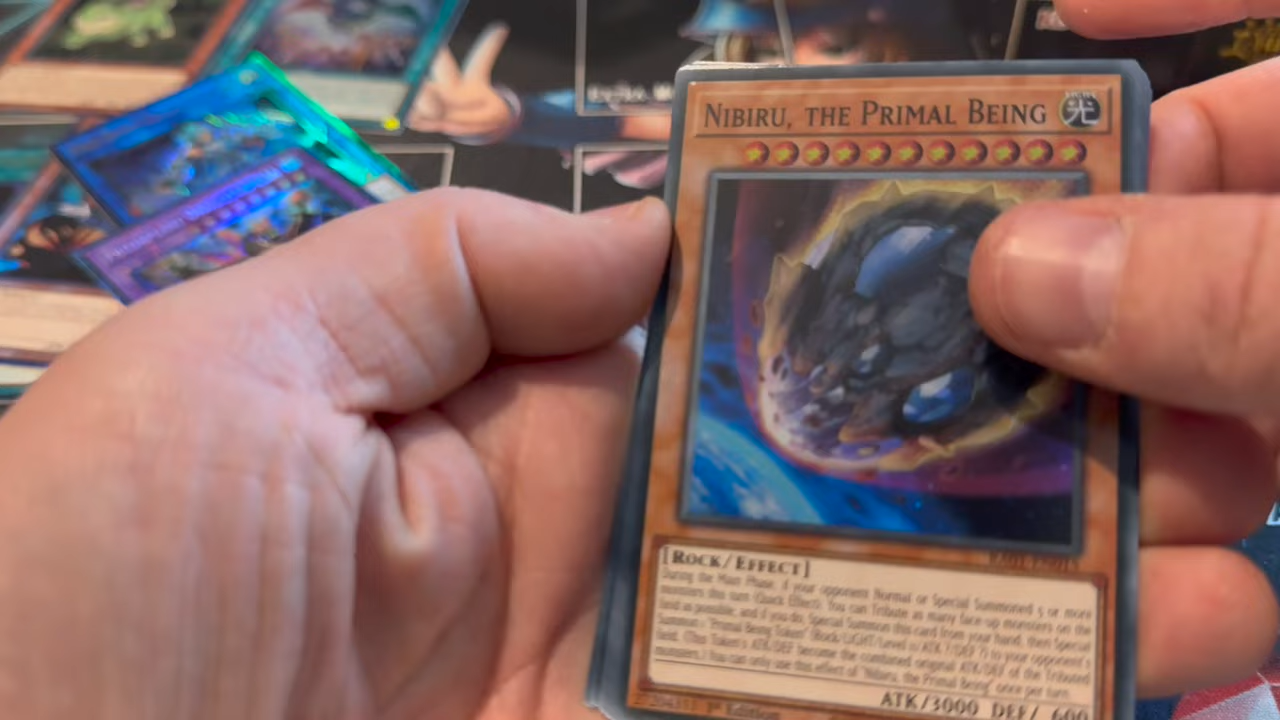 NIBIRU, THE PRIMAL BEING
光
[ROCK/EFFECT]
During the Main Phase, if your opponent Normal or Special Summoned 5 or more
monsters this turn (Quick Effect): You can Tribute as many face-up monsters on the
field as possible, and if you do, Special Summon this card from your hand, then Special
Summon 1 "Primal Being Token" (Rock/LIGHT/Level 11/ATK ?/DEF ?) to your opponent's
field. (This Token's ATK/DEF become the combined original ATK/DEF of the Tributed
monsters.) You can only use this effect of "Nibiru, the Primal Being" once per turn.
ATK/3000 DEF/ 600
1st Edition